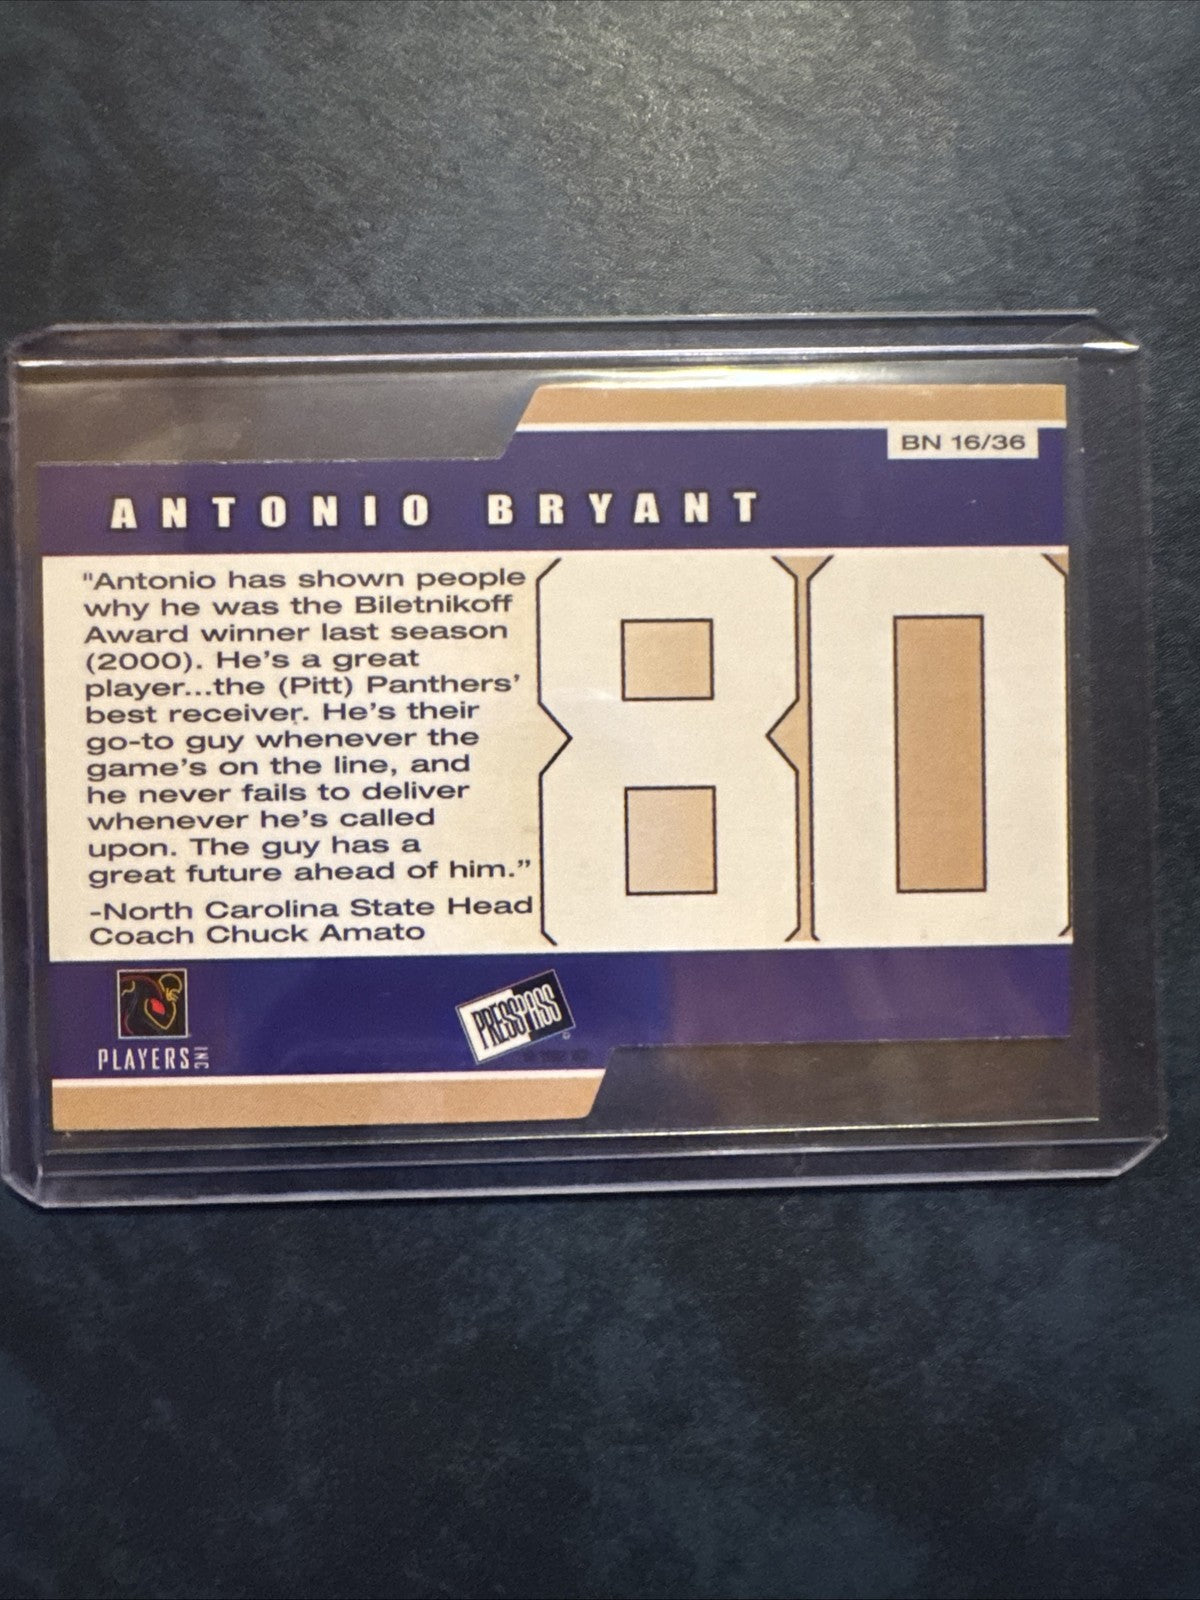 BN 16/36
ANTONIO BRYANT
"Antonio has shown people
why he was the Biletnikoff
Award winner last season
(2000). He's a great
player...the (Pitt) Panthers'
best receiver. He's their
go-to guy whenever the
game's on the line, and
he never fails to deliver
whenever he's called
upon. The guy has a
great future ahead of him."
-North Carolina State Head
Coach Chuck Amato
80
PRESS PASS
PLAYERS INC